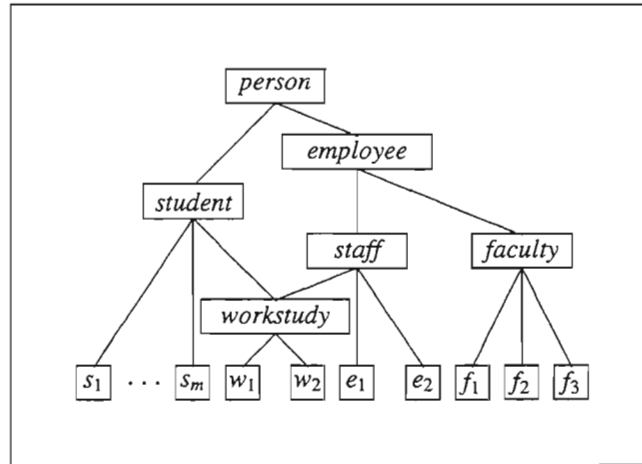 person
employee
student
staff
faculty
workstudy
s₁ ... sₘ w₁ w₂ e₁ e₂ f₁ f₂ f₃